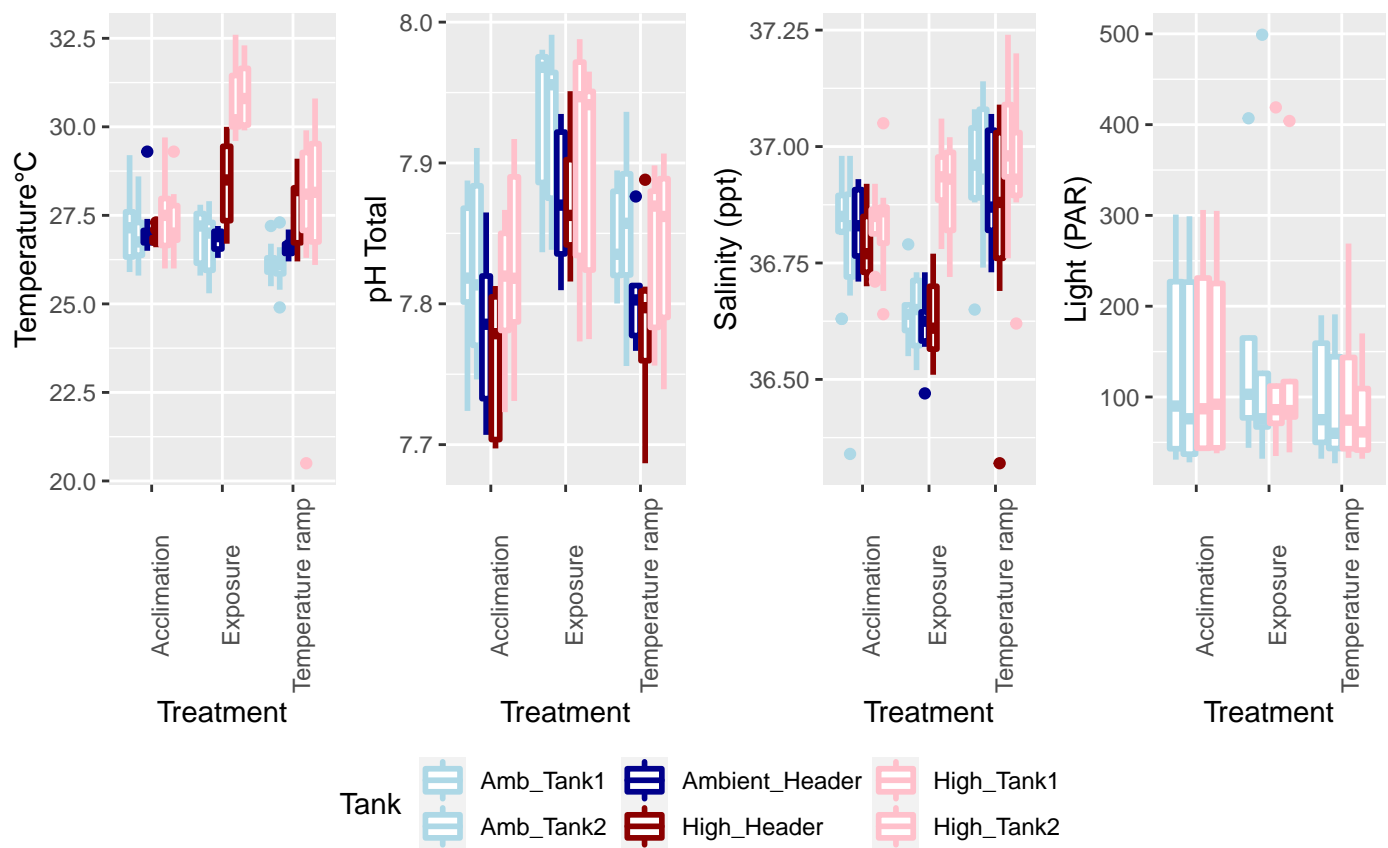 Temperature°C
32.5
30.0
27.5
25.0
22.5
20.0
Acclimation
Exposure
Temperature ramp
Treatment
pH Total
8.0
7.9
7.8
7.7
Acclimation
Exposure
Temperature ramp
Treatment
Salinity (ppt)
37.25
37.00
36.75
36.50
Acclimation
Exposure
Temperature ramp
Treatment
Light (PAR)
500
400
300
200
100
Acclimation
Exposure
Temperature ramp
Treatment
Tank
Amb_Tank1
Amb_Tank2
Ambient_Header
High_Header
High_Tank1
High_Tank2